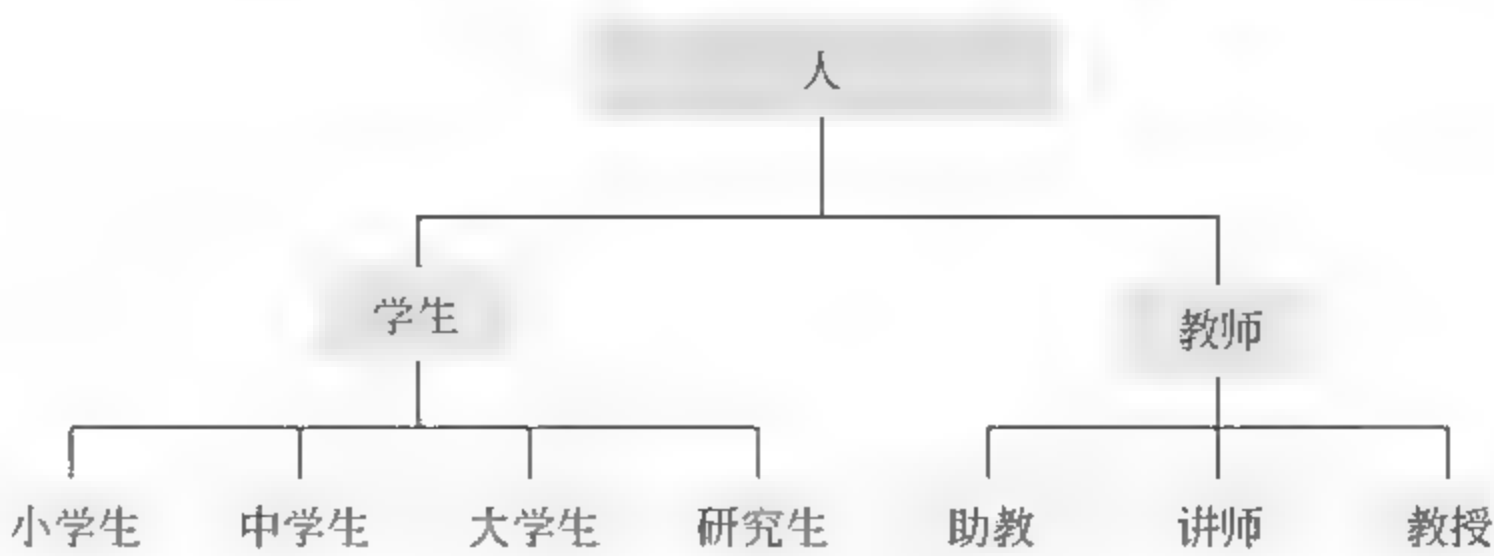 人
学生 教师
小学生 中学生 大学生 研究生 助教 讲师 教授